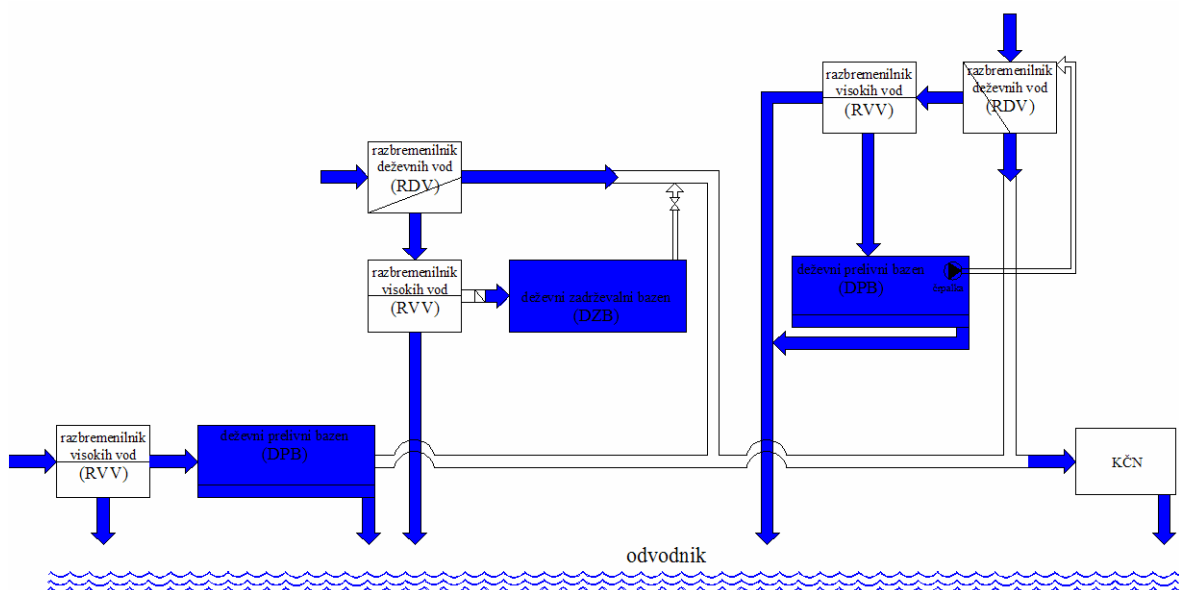 razbremenilnik
visokih vod
(RVV)
razbremenilnik
deževnih vod
(RDV)
razbremenilnik
deževnih vod
(RDV)
razbremenilnik
visokih vod
(RVV)
deževni zadrževalni bazen
(DZB)
deževni prelivni bazen
(DPB)
črpalka
razbremenilnik
visokih vod
(RVV)
deževni prelivni bazen
(DPB)
KČN
odvodnik